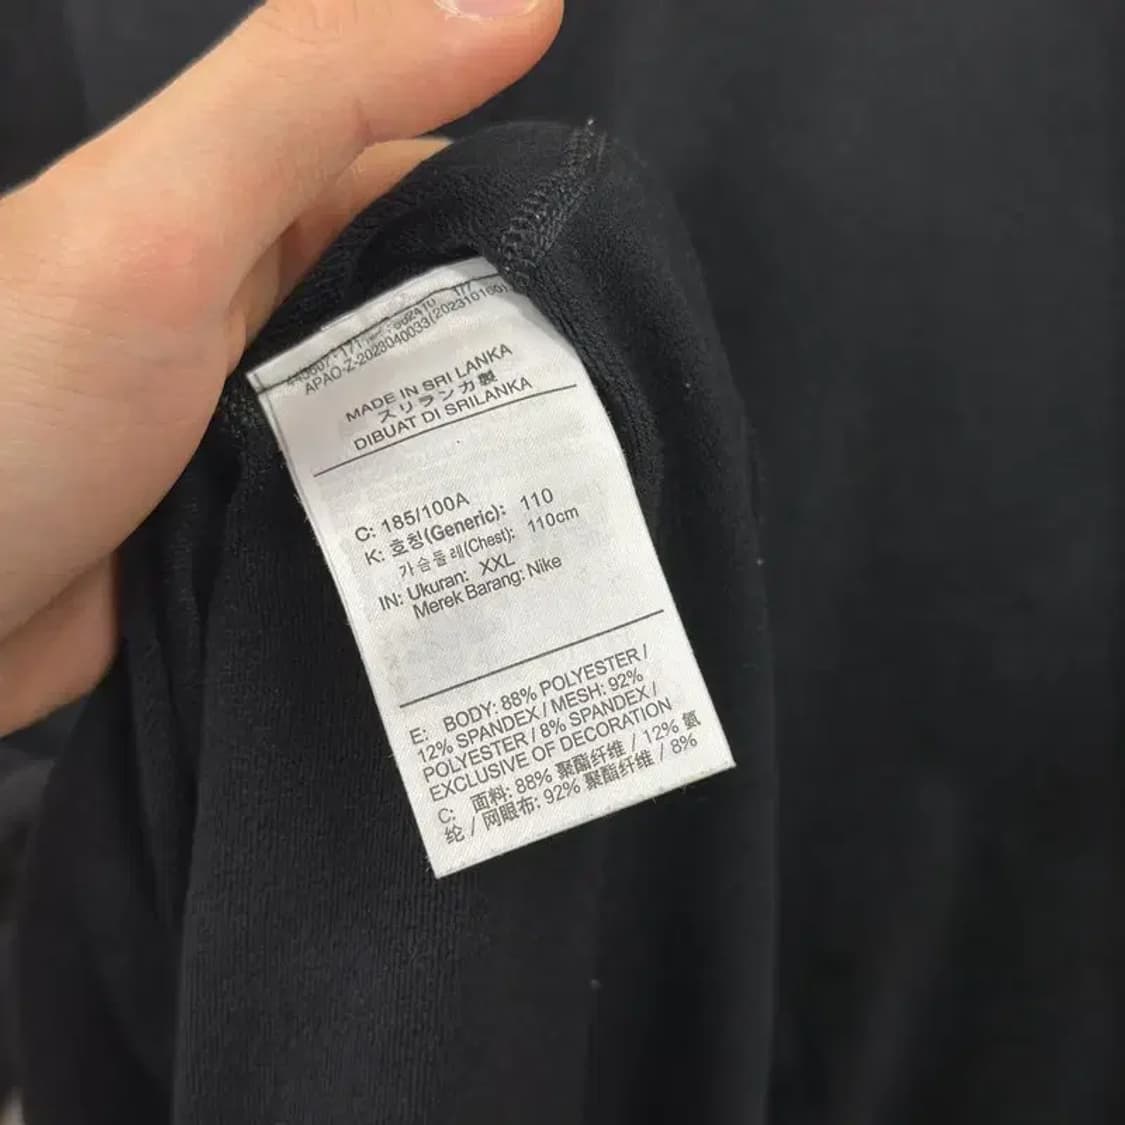 APAO-Z-2023040033(2023101601
MADE IN SRI LANKA
スリランカ製
DIBUAT DI SRILANKA
C: 185/100A
K: 호칭(Generic): 110
가슴둘레(Chest): 110cm
IN: Ukuran: XXL
Merek Barang: Nike
E: BODY: 88% POLYESTER /
12% SPANDEX / MESH: 92%
POLYESTER / 8% SPANDEX /
EXCLUSIVE OF DECORATION
C: 面料: 88% 聚酯纤维 / 12% 氨
纶 / 网眼布: 92% 聚酯纤维 / 8%